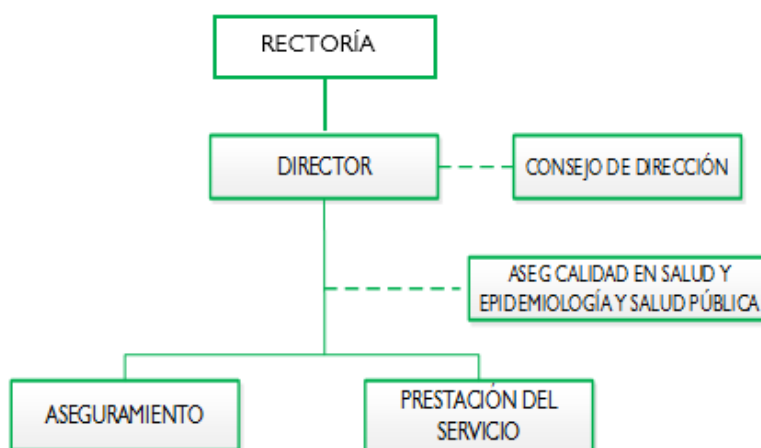 RECTORÍA
DIRECTOR
CONSEJO DE DIRECCIÓN
ASEG CALIDAD EN SALUD Y
EPIDEMIOLOGÍA Y SALUD PÚBLICA
ASEGURAMIENTO
PRESTACIÓN DEL
SERVICIO